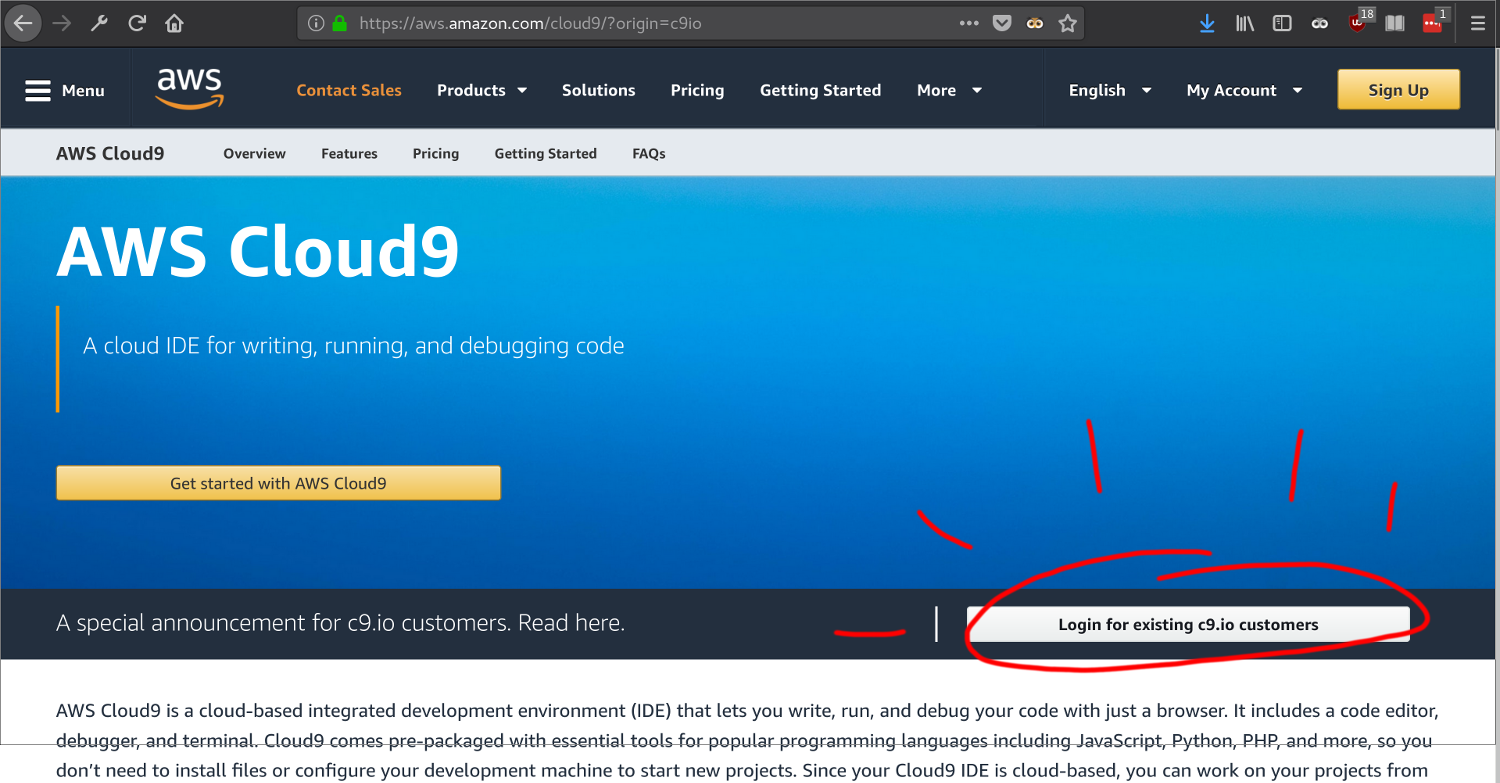 https://aws.amazon.com/cloud9/?origin=c9io
18
1
Menu
aws
Contact Sales
Products
Solutions
Pricing
Getting Started
More
English
My Account
Sign Up
AWS Cloud9
Overview
Features
Pricing
Getting Started
FAQs
AWS Cloud9
A cloud IDE for writing, running, and debugging code
Get started with AWS Cloud9
A special announcement for c9.io customers. Read here.
Login for existing c9.io customers
AWS Cloud9 is a cloud-based integrated development environment (IDE) that lets you write, run, and debug your code with just a browser. It includes a code editor,
debugger, and terminal. Cloud9 comes pre-packaged with essential tools for popular programming languages including JavaScript, Python, PHP, and more, so you
don’t need to install files or configure your development machine to start new projects. Since your Cloud9 IDE is cloud-based, you can work on your projects from